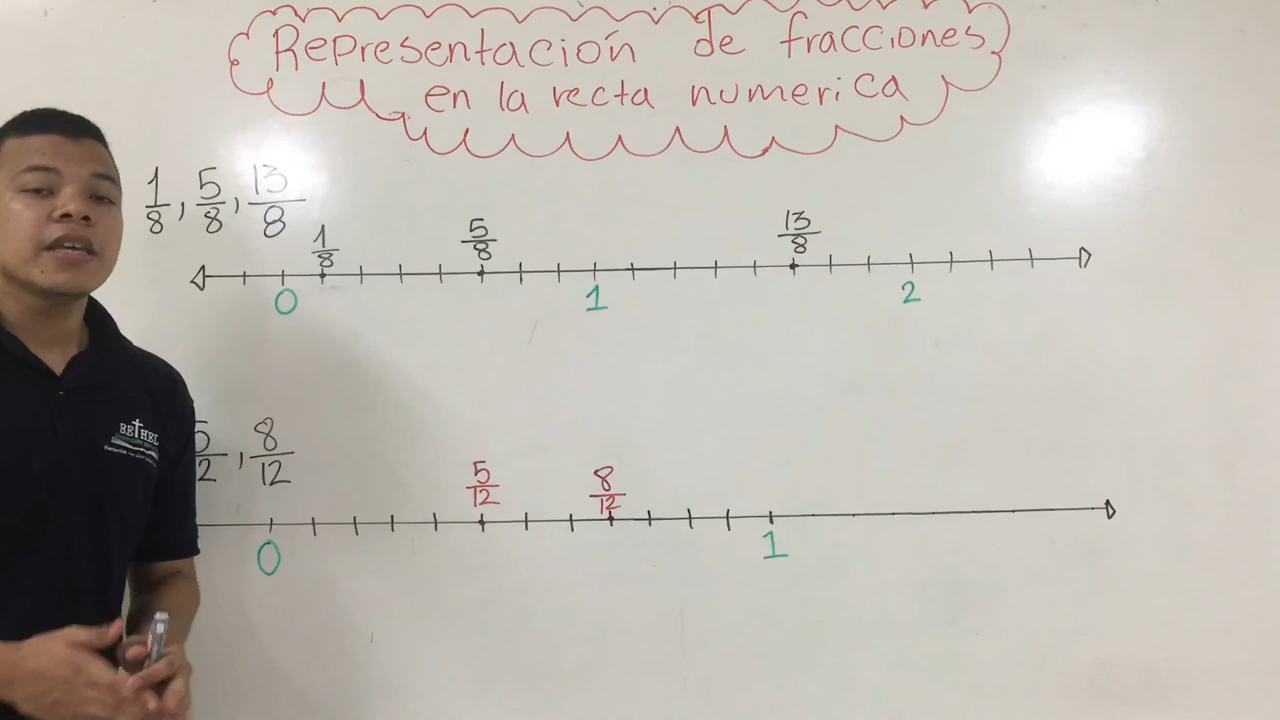 Representación de fracciones
en la recta numerica
1/8, 5/8, 13/8
1/8 5/8 13/8
0 1 2
BETHEL
5/12, 8/12
5/12 8/12
0 1